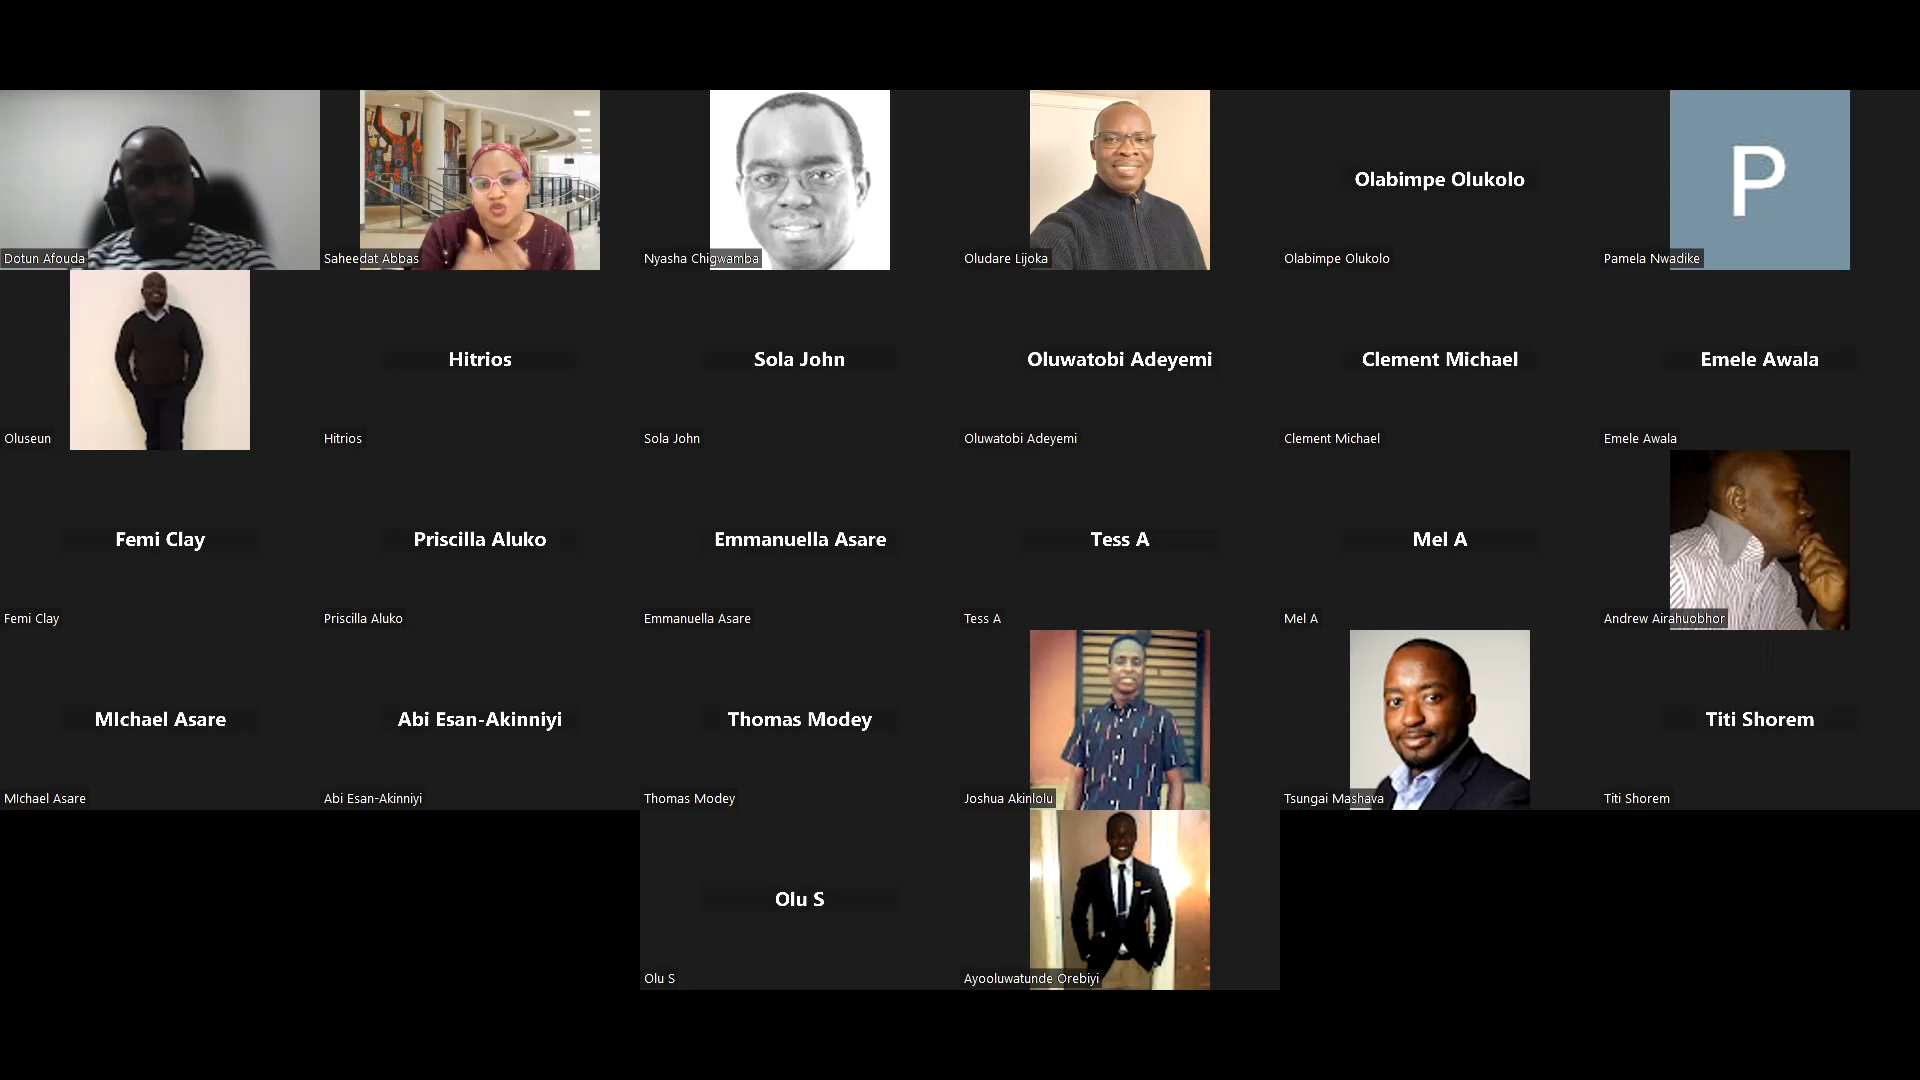 Dotun Afouda
Saheedat Abbas
Nyasha Chigwamba
Oludare Lijoka
Olabimpe Olukolo
Olabimpe Olukolo
P
Pamela Nwadike
Oluseun
Hitrios
Hitrios
Sola John
Sola John
Oluwatobi Adeyemi
Oluwatobi Adeyemi
Clement Michael
Clement Michael
Emele Awala
Emele Awala
Femi Clay
Femi Clay
Priscilla Aluko
Priscilla Aluko
Emmanuella Asare
Emmanuella Asare
Tess A
Tess A
Mel A
Mel A
Andrew Airahuobhor
MIchael Asare
MIchael Asare
Abi Esan-Akinniyi
Abi Esan-Akinniyi
Thomas Modey
Thomas Modey
Joshua Akinlolu
Tsungai Mashava
Titi Shorem
Titi Shorem
Olu S
Olu S
Ayooluwatunde Orebiyi